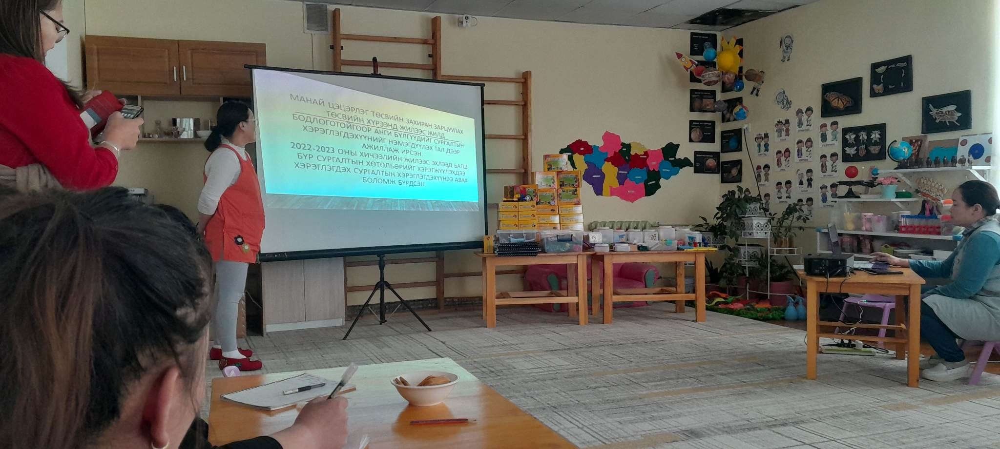 МАНАЙ ЦЭЦЭРЛЭГ ТӨСВИЙН ЗАХИРАН ЗАРЦУУЛАХ
ТӨСВИЙН ХҮРЭЭНД ЖИЛЭЭС ЖИЛД
БОДЛОГОТОЙГООР АНГИ БҮЛГҮҮДИЙГ СУРГАЛТЫН
ХЭРЭГЛЭГДЭХҮҮНИЙГ НЭМЭГДҮҮЛЭХ ТАЛ ДЭЭР
АЖИЛЛАЖ ИРСЭН.
2022-2023 ОНЫ ХИЧЭЭЛИЙН ЖИЛЭЭС ЭХЛЭЭД БАГШ
БҮР СУРГАЛТЫН ХӨТӨЛБӨРИЙГ ХЭРЭГЖҮҮЛЭХДЭЭ
ХЭРЭГЛЭГДЭХ СУРГАЛТЫН ХЭРЭГЛЭГДЭХҮҮНЭЭ АВАХ
БОЛОМЖ БҮРДСЭН.
2